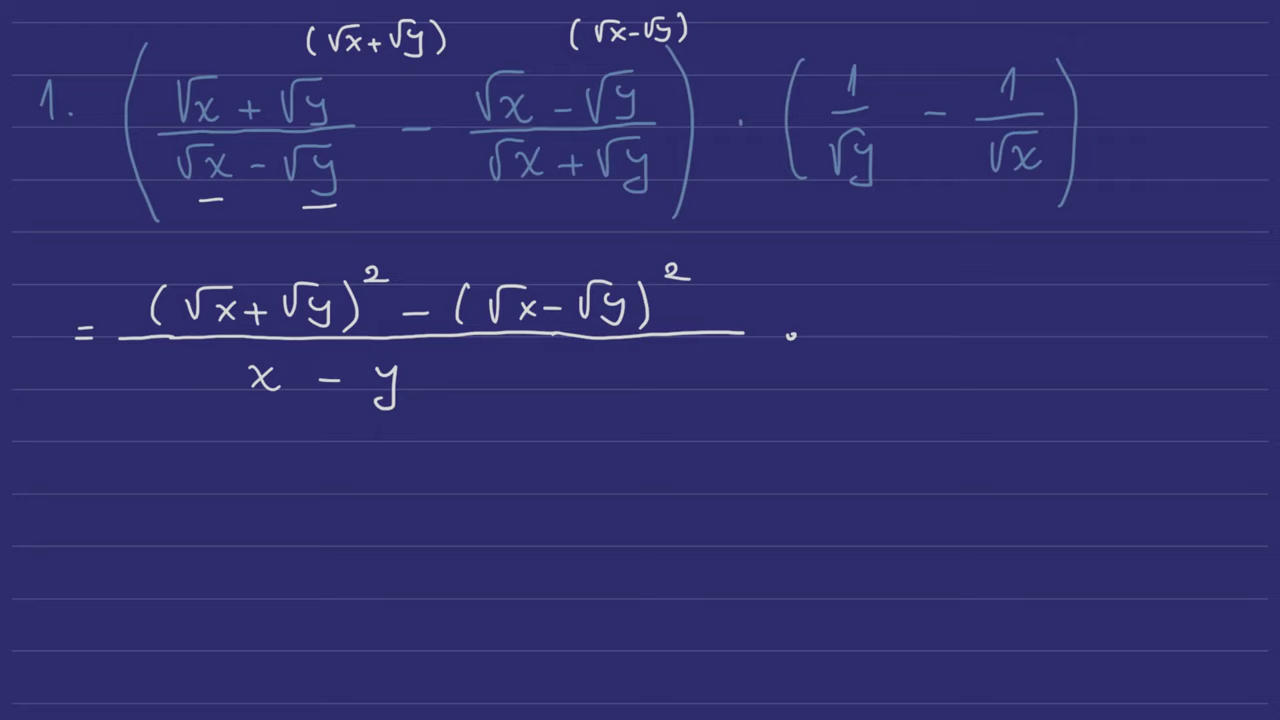 (√x + √y) (√x − √y)
1. ( (√x + √y)/(√x − √y) − (√x − √y)/(√x + √y) ) · ( 1/√y − 1/√x )
= ( (√x + √y)² − (√x − √y)² )/(x − y) ·